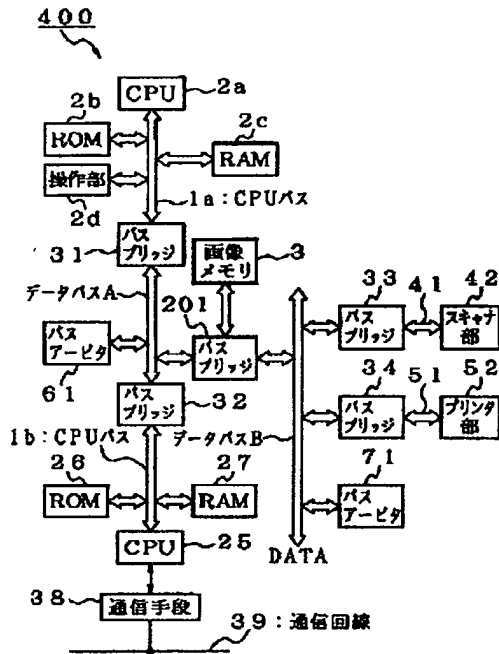 400
CPU
2a
2b
ROM
2c
RAM
操作部
2d
1a:CPUバス
31
バス
ブリッジ
画像
メモリ
3
データバスA
201
バス
ブリッジ
33
バス
ブリッジ
41
42
スキャナ
部
バス
アービタ
61
34
バス
ブリッジ
51
52
プリンタ
部
バス
ブリッジ
32
1b:CPUバス
データバスB
26
ROM
27
RAM
71
バス
アービタ
CPU
25
DATA
38
通信手段
39:通信回線